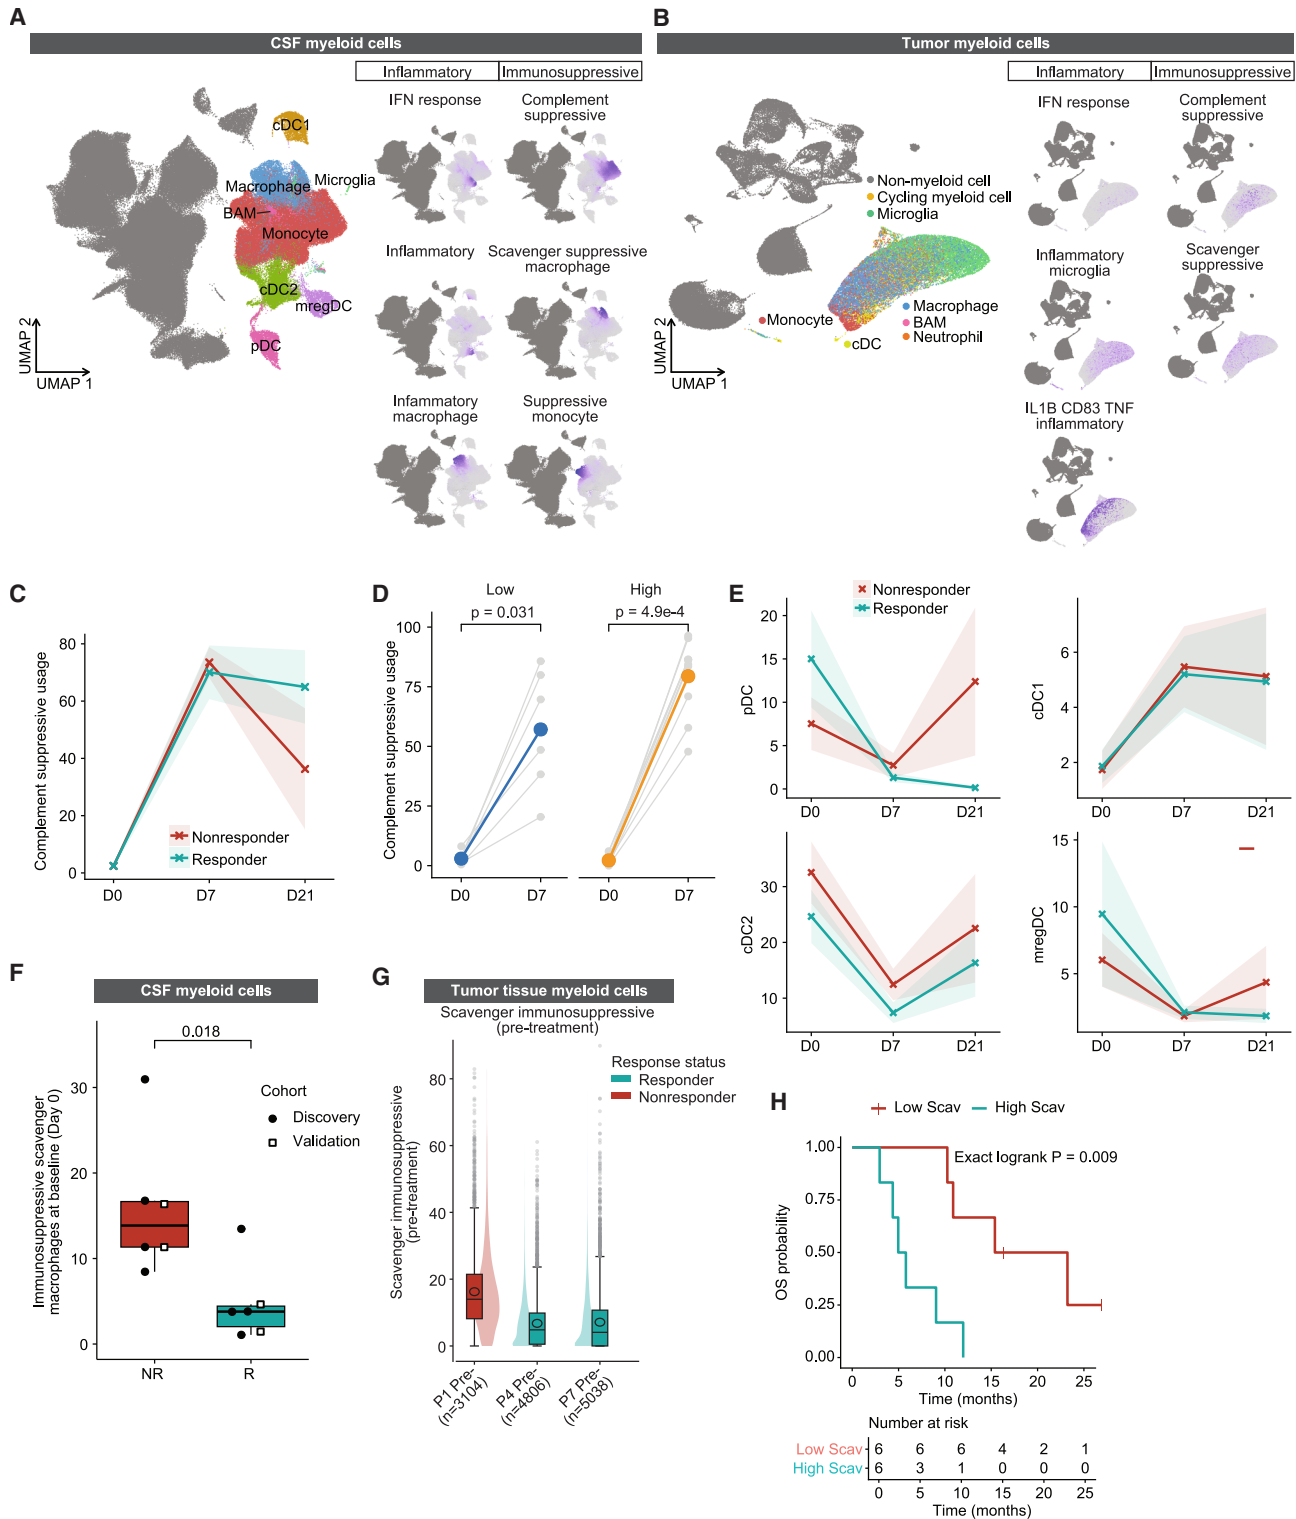 A
CSF myeloid cells
Inflammatory
Immunosuppressive
IFN response
Complement
suppressive
cDC1
Macrophage
Microglia
BAM
Monocyte
cDC2
mregDC
pDC
Inflammatory
Scavenger suppressive
macrophage
Inflammatory
macrophage
Suppressive
monocyte
UMAP 2
UMAP 1
B
Tumor myeloid cells
Inflammatory
Immunosuppressive
IFN response
Complement
suppressive
Non-myeloid cell
Cycling myeloid cell
Microglia
Inflammatory
microglia
Scavenger
suppressive
Macrophage
BAM
Neutrophil
Monocyte
cDC
IL1B CD83 TNF
inflammatory
UMAP 2
UMAP 1
C
Complement suppressive usage
80
60
40
20
0
Nonresponder
Responder
D0
D7
D21
D
Low
High
p = 0.031
p = 4.9e-4
Complement suppressive usage
100
75
50
25
0
D0
D7
D0
D7
E
Nonresponder
Responder
pDC
20
15
10
5
0
D0
D7
D21
cDC1
6
4
2
D0
D7
D21
cDC2
30
20
10
D0
D7
D21
mregDC
15
10
5
D0
D7
D21
F
CSF myeloid cells
0.018
Immunosuppressive scavenger
macrophages at baseline (Day 0)
30
20
10
0
Cohort
Discovery
Validation
NR
R
G
Tumor tissue myeloid cells
Scavenger immunosuppressive
(pre-treatment)
Response status
Responder
Nonresponder
Scavenger immunosuppressive
(pre-treatment)
80
60
40
20
0
P1 Pre-
(n=3104)
P4 Pre-
(n=4806)
P7 Pre-
(n=5038)
H
Low Scav
High Scav
Exact logrank P = 0.009
OS probability
1.00
0.75
0.50
0.25
0.00
0 5 10 15 20 25
Time (months)
Number at risk
Low Scav 6 6 6 4 2 1
High Scav 6 3 1 0 0 0
0 5 10 15 20 25
Time (months)